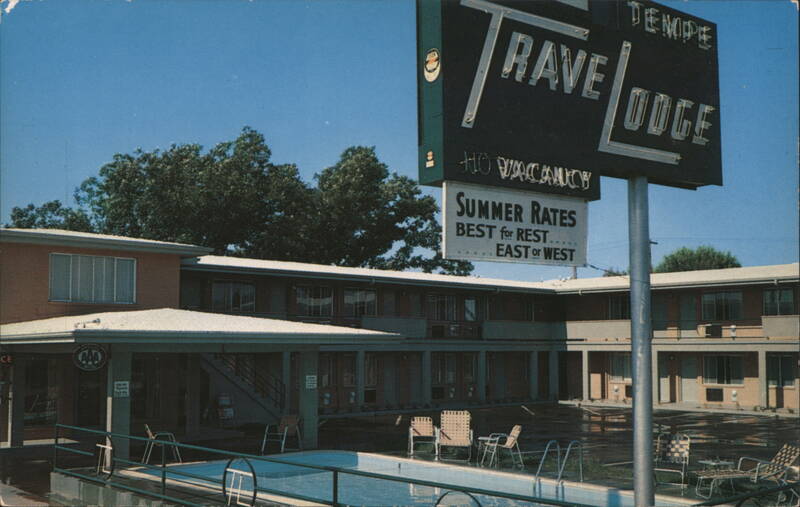 TEMPE
TRAVELODGE
NO VACANCY
SUMMER RATES
BEST for REST
EAST or WEST
AAA